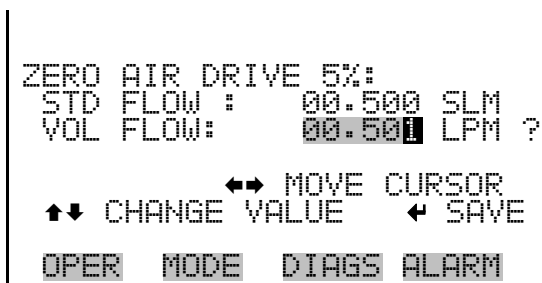 ZERO AIR DRIVE 5%:
STD FLOW : 00.500 SLM
VOL FLOW: 00.501 LPM ?
←→ MOVE CURSOR
↑↓ CHANGE VALUE ↵ SAVE
OPER MODE DIAGS ALARM